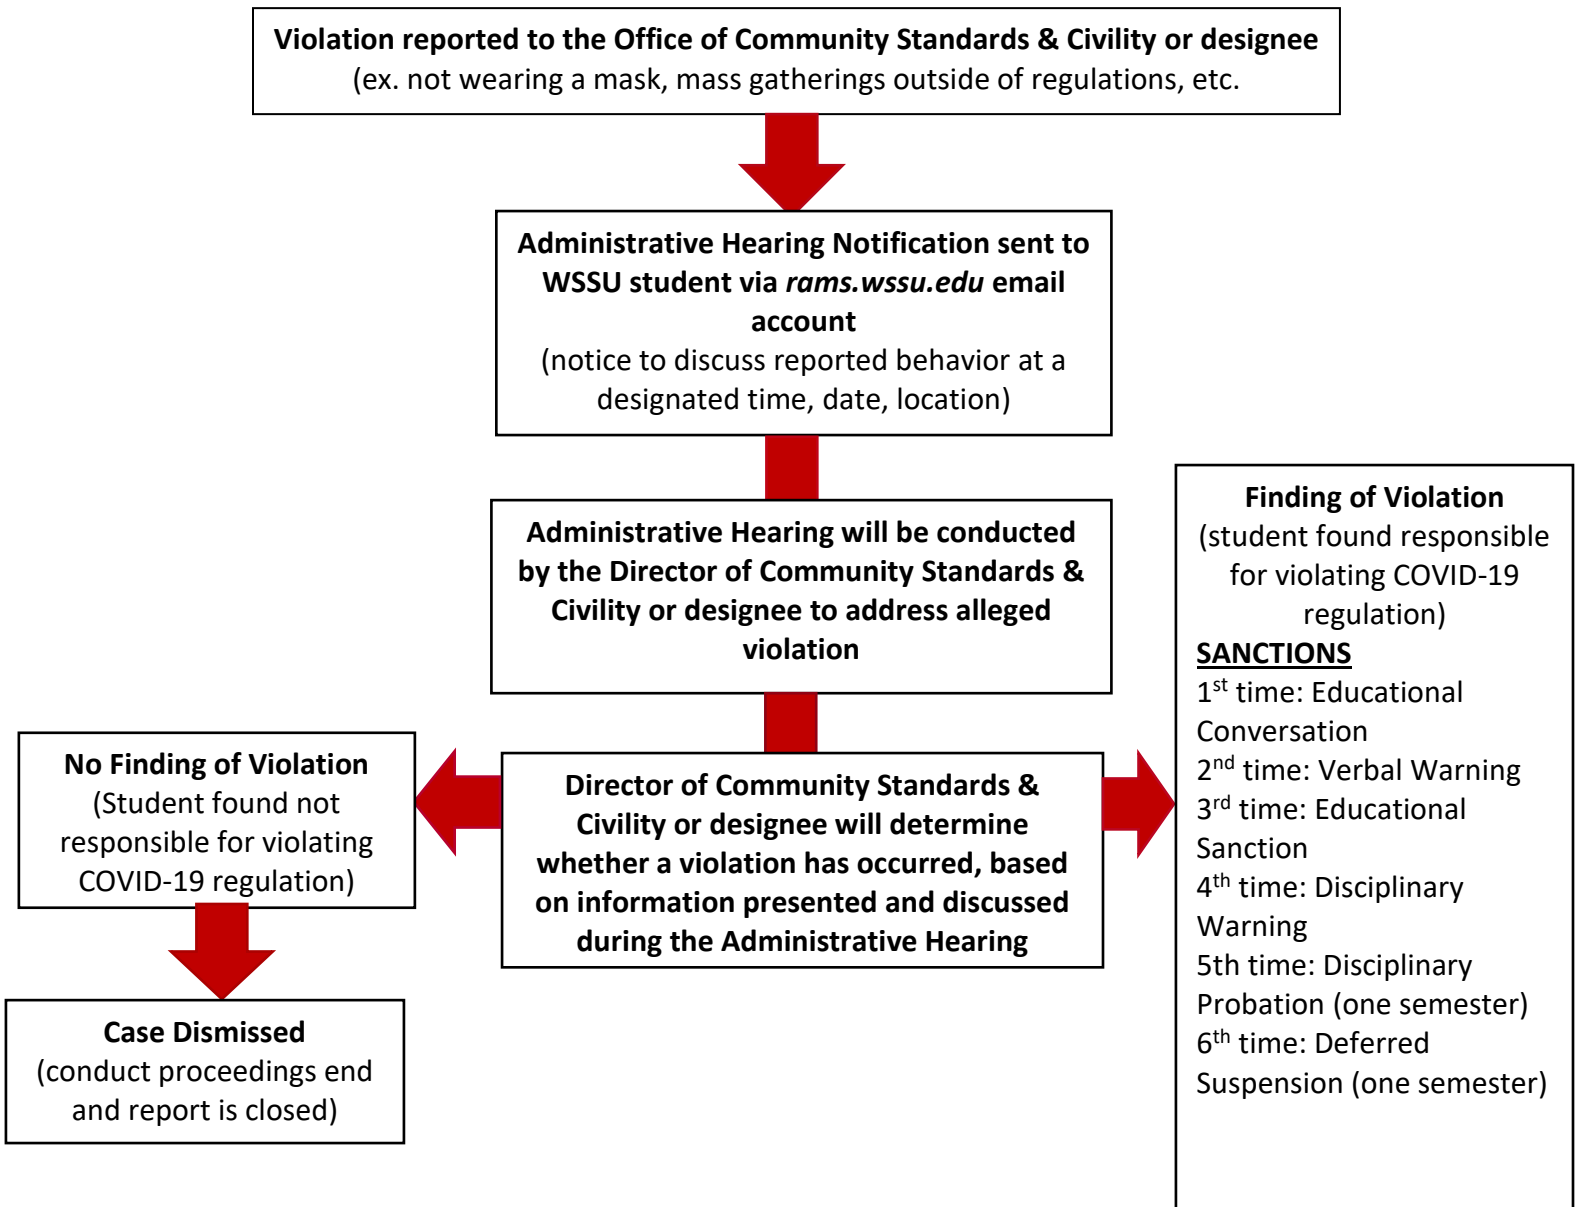 Violation reported to the Office of Community Standards & Civility or designee
(ex. not wearing a mask, mass gatherings outside of regulations, etc.
Administrative Hearing Notification sent to
WSSU student via rams.wssu.edu email
account
(notice to discuss reported behavior at a
designated time, date, location)
Administrative Hearing will be conducted
by the Director of Community Standards &
Civility or designee to address alleged
violation
Director of Community Standards &
Civility or designee will determine
whether a violation has occurred, based
on information presented and discussed
during the Administrative Hearing
No Finding of Violation
(Student found not
responsible for violating
COVID-19 regulation)
Case Dismissed
(conduct proceedings end
and report is closed)
Finding of Violation
(student found responsible
for violating COVID-19
regulation)
SANCTIONS
1st time: Educational
Conversation
2nd time: Verbal Warning
3rd time: Educational
Sanction
4th time: Disciplinary
Warning
5th time: Disciplinary
Probation (one semester)
6th time: Deferred
Suspension (one semester)